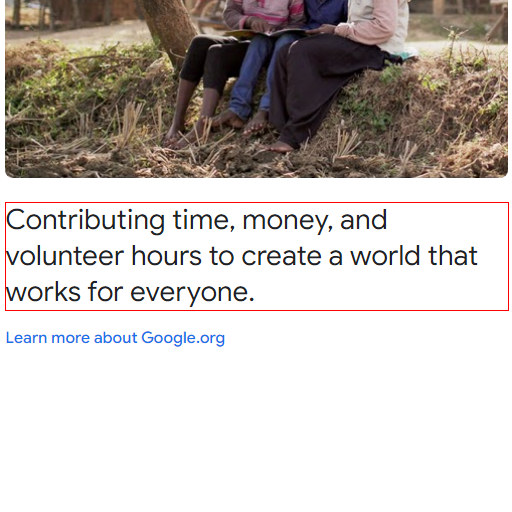 Contributing time, money, and
volunteer hours to create a world that
works for everyone.
Learn more about Google.org